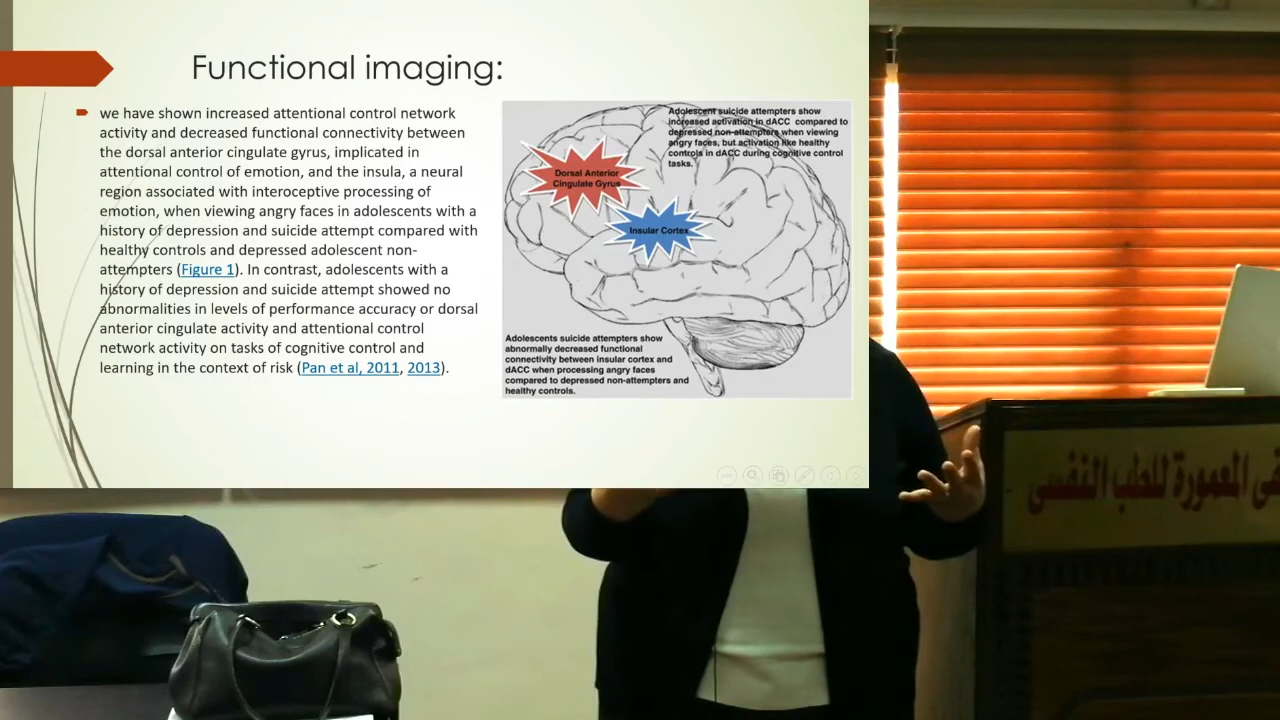 Functional imaging:
we have shown increased attentional control network
activity and decreased functional connectivity between
the dorsal anterior cingulate gyrus, implicated in
attentional control of emotion, and the insula, a neural
region associated with interoceptive processing of
emotion, when viewing angry faces in adolescents with a
history of depression and suicide attempt compared with
healthy controls and depressed adolescent non-
attempters (Figure 1). In contrast, adolescents with a
history of depression and suicide attempt showed no
abnormalities in levels of performance accuracy or dorsal
anterior cingulate activity and attentional control
network activity on tasks of cognitive control and
learning in the context of risk (Pan et al, 2011, 2013).
Adolescent suicide attempters show
increased activation in dACC compared to
depressed non-attempters when viewing
angry faces, but activation like healthy
controls in dACC during cognitive control
tasks.
Dorsal Anterior
Cingulate Gyrus
Insular Cortex
Adolescents suicide attempters show
abnormally decreased functional
connectivity between insular cortex and
dACC when processing angry faces
compared to depressed non-attempters and
healthy controls.
المعمورة للطب النفسي